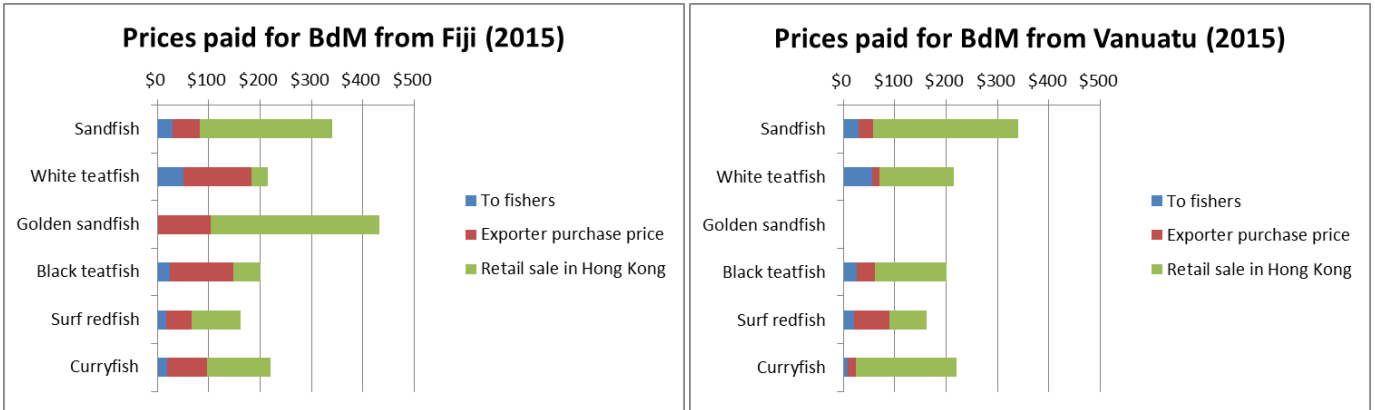 Prices paid for BdM from Fiji (2015)
$0 $100 $200 $300 $400 $500
Sandfish
White teatfish
Golden sandfish
Black teatfish
Surf redfish
Curryfish
To fishers
Exporter purchase price
Retail sale in Hong Kong
Prices paid for BdM from Vanuatu (2015)
$0 $100 $200 $300 $400 $500
Sandfish
White teatfish
Golden sandfish
Black teatfish
Surf redfish
Curryfish
To fishers
Exporter purchase price
Retail sale in Hong Kong